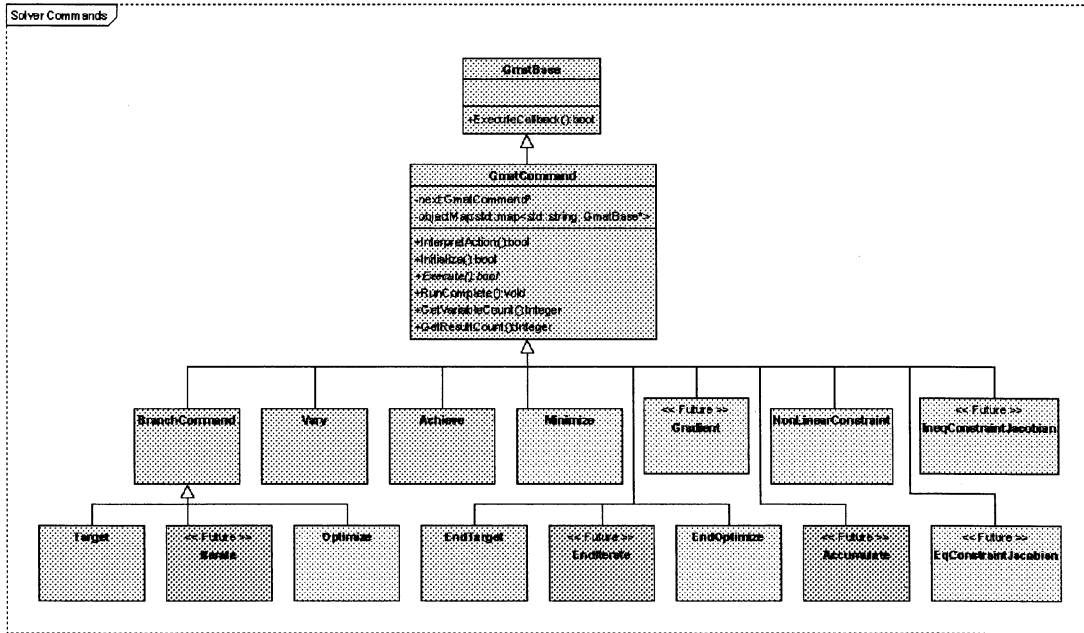 Solver Commands
GmatBase
+ExecuteCallback():bool
GmatCommand
-next:GmatCommand*
-objectMap:std::map<std::string, GmatBase*>
+InterpretAction():bool
+Initialize():bool
+Execute():bool
+RunComplete():void
+GetVariableCount():Integer
+GetResultCount():Integer
BranchCommand
Vary
Achieve
Minimize
<< Future >>
Gradient
NonLinearConstraint
<< Future >>
IneqConstraintJacobian
Target
<< Future >>
Iterate
Optimize
EndTarget
<< Future >>
EndIterate
EndOptimize
<< Future >>
Accumulate
<< Future >>
EqConstraintJacobian